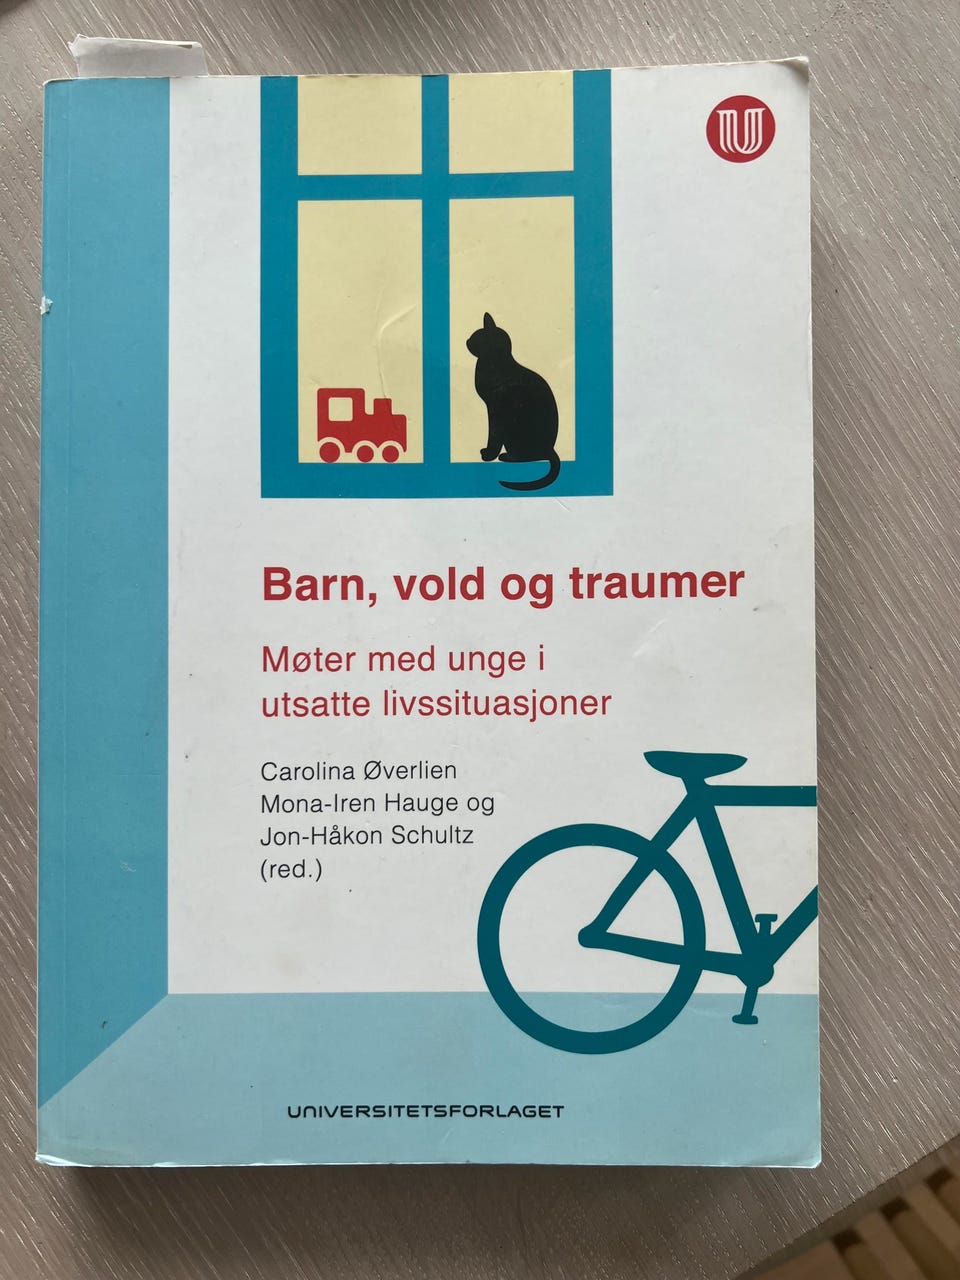 Barn, vold og traumer
Møter med unge i
utsatte livssituasjoner
Carolina Øverlien
Mona-Iren Hauge og
Jon-Håkon Schultz
(red.)
UNIVERSITETSFORLAGET